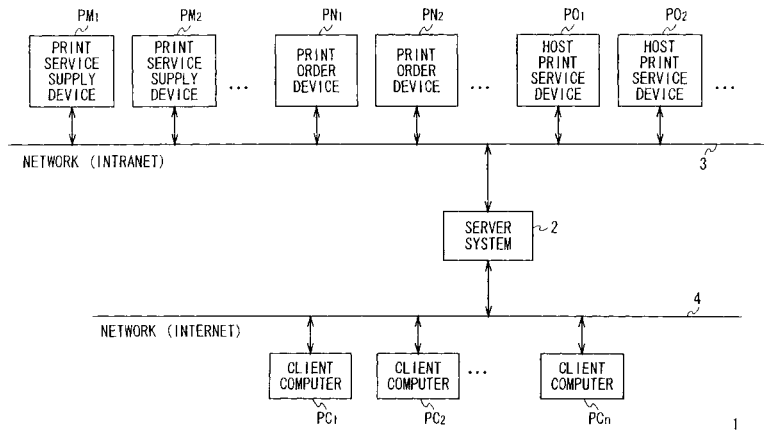 PM1 PM2 PN1 PN2 PO1 PO2
PRINT SERVICE SUPPLY DEVICE
PRINT SERVICE SUPPLY DEVICE
...
PRINT ORDER DEVICE
PRINT ORDER DEVICE
...
HOST PRINT SERVICE DEVICE
HOST PRINT SERVICE DEVICE
...
NETWORK (INTRANET)
3
SERVER SYSTEM
2
4
NETWORK (INTERNET)
CLIENT COMPUTER
CLIENT COMPUTER
...
CLIENT COMPUTER
PC1 PC2 PCn
1